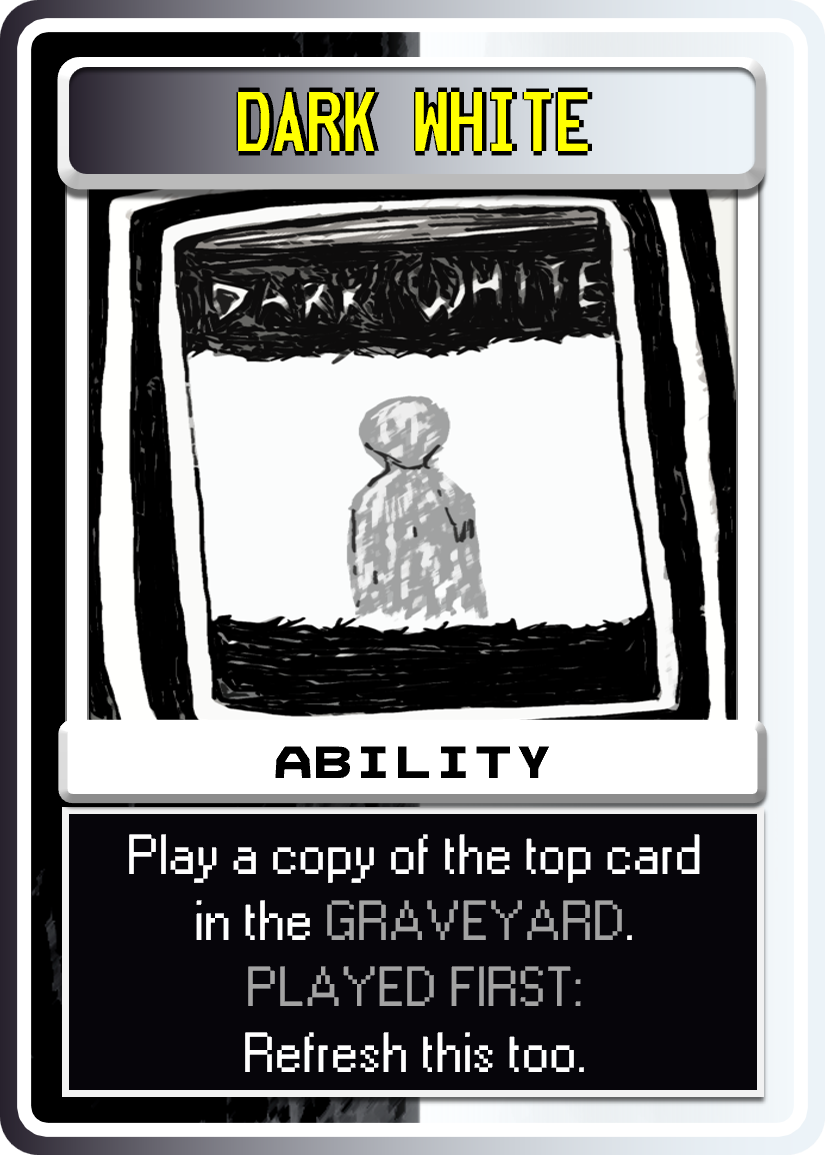 DARK WHITE
DARK WHITE
ABILITY
Play a copy of the top card
in the GRAVEYARD.
PLAYED FIRST:
Refresh this too.